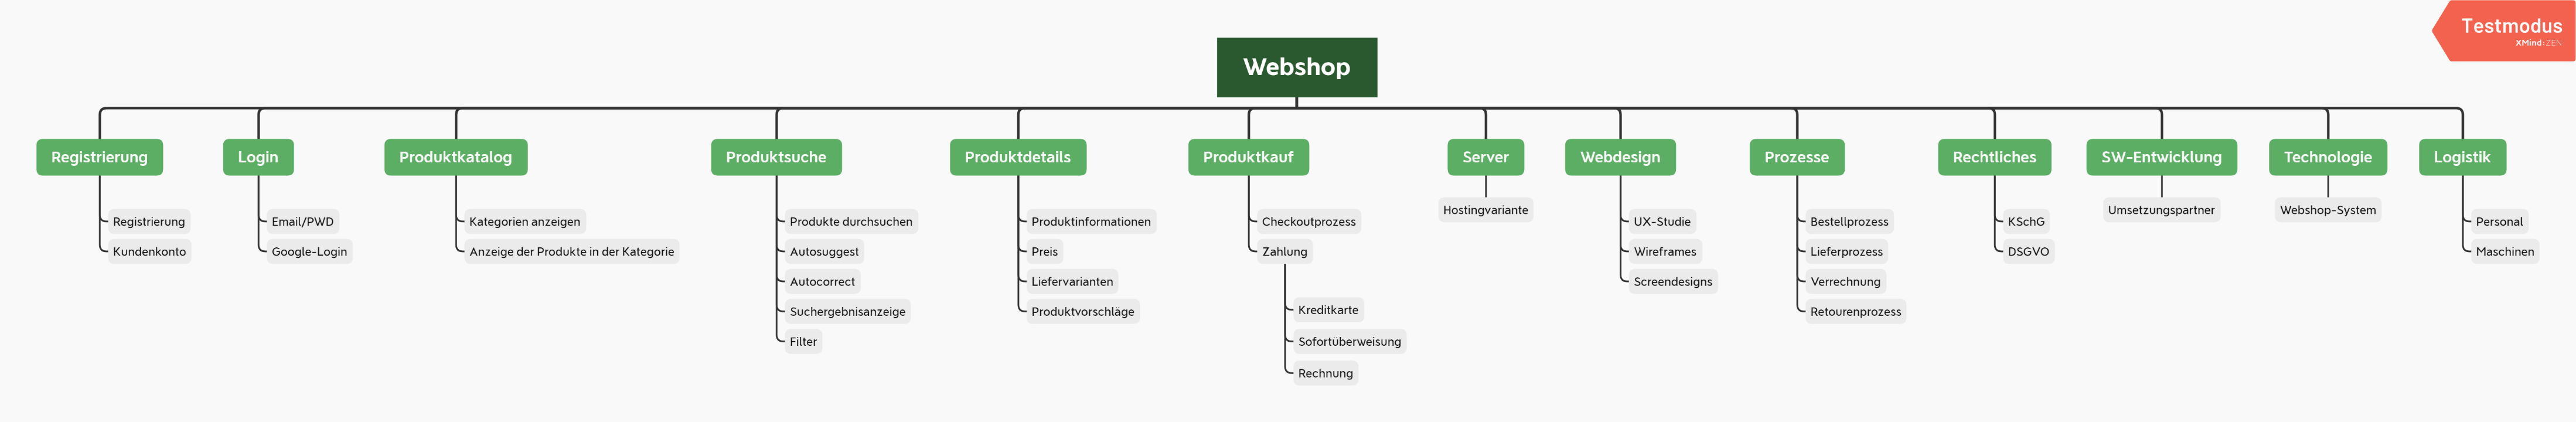 Testmodus
XMind:ZEN
Webshop
Registrierung
Registrierung
Kundenkonto
Login
Email/PWD
Google-Login
Produktkatalog
Kategorien anzeigen
Anzeige der Produkte in der Kategorie
Produktsuche
Produkte durchsuchen
Autosuggest
Autocorrect
Suchergebnisanzeige
Filter
Produktdetails
Produktinformationen
Preis
Liefervarianten
Produktvorschläge
Produktkauf
Checkoutprozess
Zahlung
Kreditkarte
Sofortüberweisung
Rechnung
Server
Hostingvariante
Webdesign
UX-Studie
Wireframes
Screendesigns
Prozesse
Bestellprozess
Lieferprozess
Verrechnung
Retourenprozess
Rechtliches
KSchG
DSGVO
SW-Entwicklung
Umsetzungspartner
Technologie
Webshop-System
Logistik
Personal
Maschinen